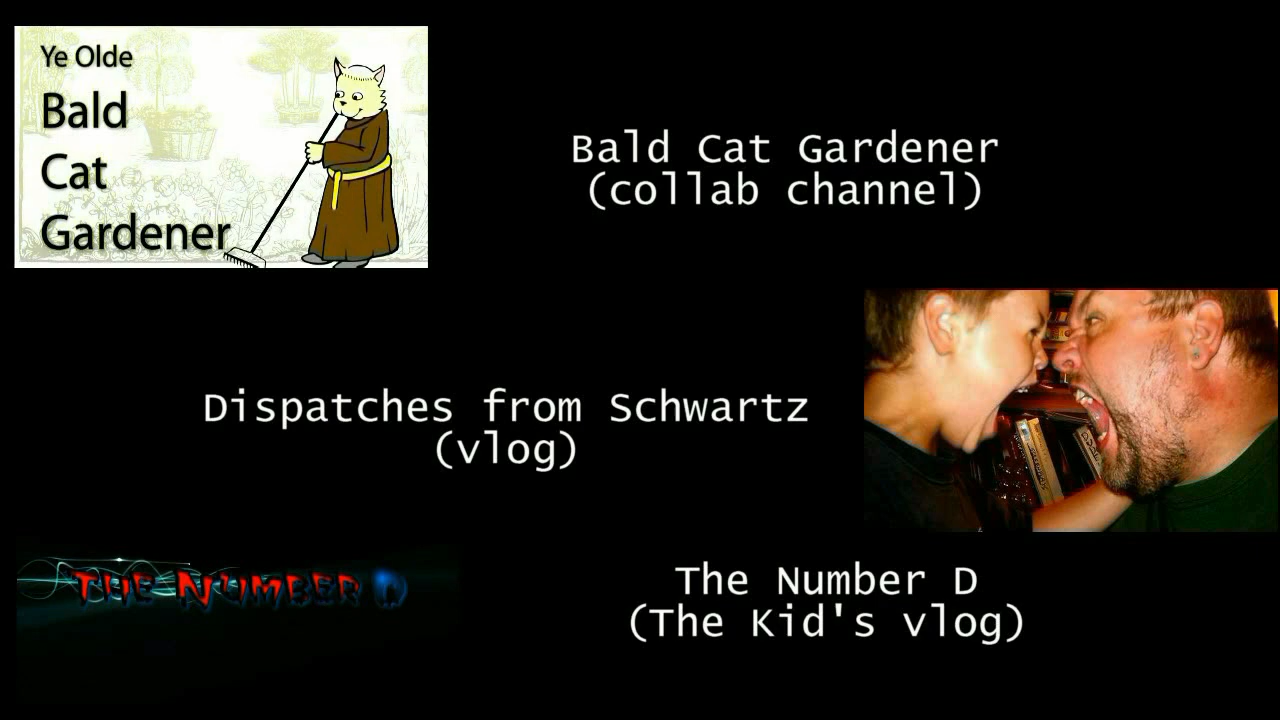 Ye Olde
Bald
Cat
Gardener
Bald Cat Gardener
(collab channel)
Dispatches from Schwartz
(vlog)
THE NUMBER D
The Number D
(The Kid's vlog)